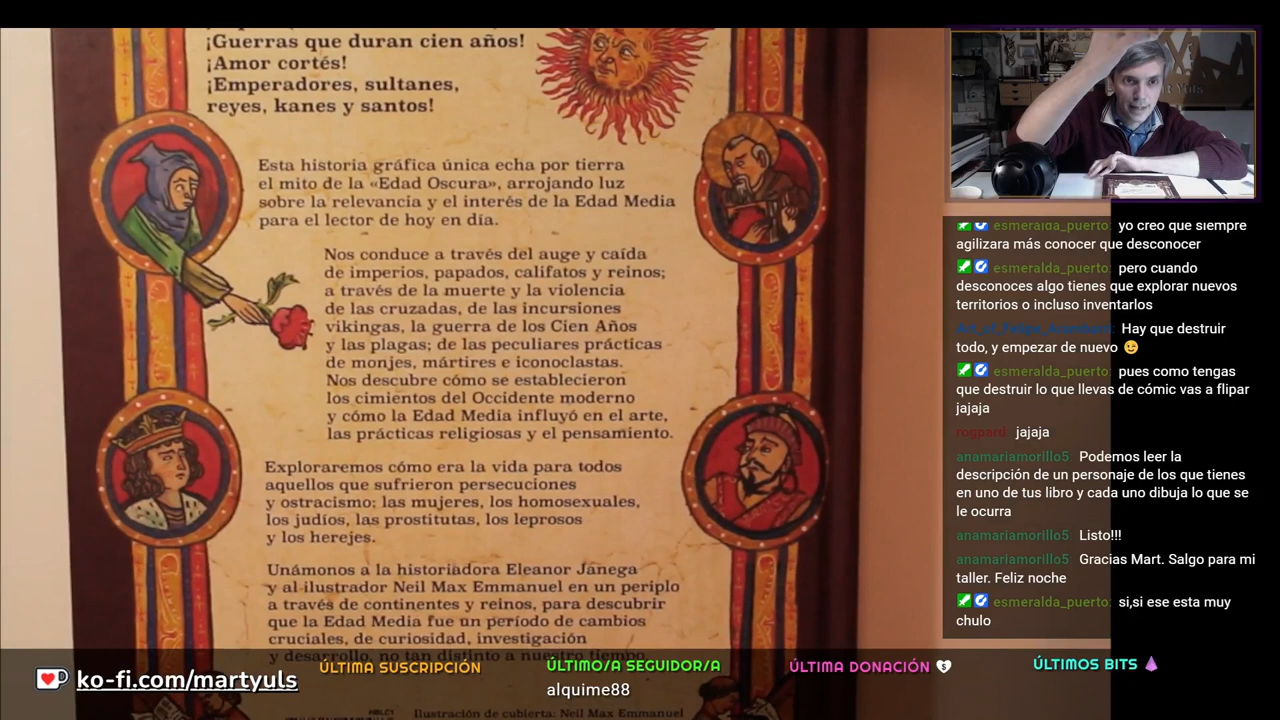 ¡Guerras que duran cien años!
¡Amor cortés!
¡Emperadores, sultanes,
reyes, kanes y santos!
Esta historia gráfica única echa por tierra
el mito de la «Edad Oscura», arrojando luz
sobre la relevancia y el interés de la Edad Media
para el lector de hoy en día.
Nos conduce a través del auge y caída
de imperios, papados, califatos y reinos;
a través de la muerte y la violencia
de las cruzadas, de las incursiones
vikingas, la guerra de los Cien Años
y las plagas; de las peculiares prácticas
de monjes, mártires e iconoclastas.
Nos descubre cómo se establecieron
los cimientos del Occidente moderno
y cómo la Edad Media influyó en el arte,
las prácticas religiosas y el pensamiento.
Exploraremos cómo era la vida para todos
aquellos que sufrieron persecuciones
y ostracismo: las mujeres, los homosexuales,
los judíos, las prostitutas, los leprosos
y los herejes.
Unámonos a la historiadora Eleanor Janega
y al ilustrador Neil Max Emmanuel en un periplo
a través de continentes y reinos, para descubrir
que la Edad Media fue un período de cambios
cruciales, de curiosidad, investigación
y desarrollo, no tan distinto a nuestro tiempo.
Ilustración de cubierta: Neil Max Emmanuel
esmeralda_puerto: yo creo que siempre
agilizara más conocer que desconocer
esmeralda_puerto: pero cuando
desconoces algo tienes que explorar nuevos
territorios o incluso inventarlos
Hay que destruir
todo, y empezar de nuevo 😉
esmeralda_puerto: pues como tengas
que destruir lo que llevas de cómic vas a flipar
jajaja
rogpard: jajaja
anamariamorillo5: Podemos leer la
descripción de un personaje de los que tienes
en uno de tus libro y cada uno dibuja lo que se
le ocurra
anamariamorillo5: Listo!!!
anamariamorillo5: Gracias Mart. Salgo para mi
taller. Feliz noche
esmeralda_puerto: si,si ese esta muy
chulo
ko-fi.com/martyuls
ÚLTIMA SUSCRIPCIÓN
ÚLTIMO/A SEGUIDOR/A
alquime88
ÚLTIMA DONACIÓN
ÚLTIMOS BITS